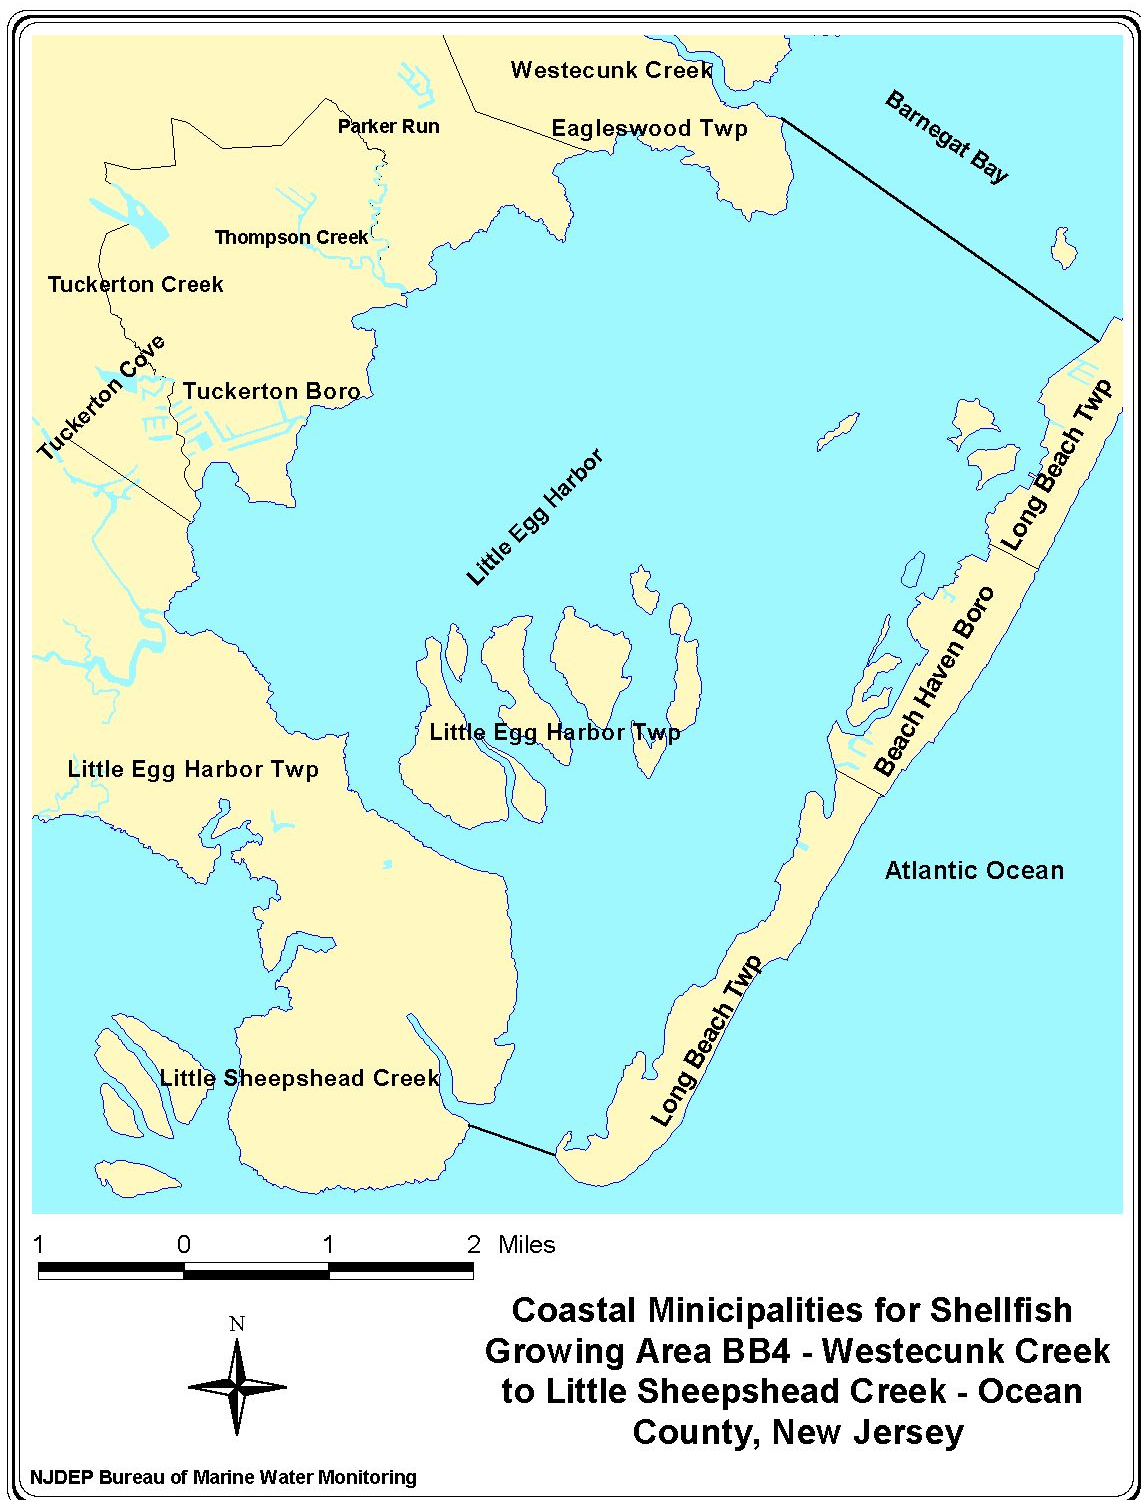 Westecunk Creek
Barnegat Bay
Parker Run
Eagleswood Twp
Thompson Creek
Tuckerton Creek
Tuckerton Cove
Tuckerton Boro
Long Beach Twp
Little Egg Harbor
Beach Haven Boro
Little Egg Harbor Twp
Little Egg Harbor Twp
Atlantic Ocean
Long Beach Twp
Little Sheepshead Creek
1 0 1 2 Miles
N
Coastal Minicipalities for Shellfish
Growing Area BB4 - Westecunk Creek
to Little Sheepshead Creek - Ocean
County, New Jersey
NJDEP Bureau of Marine Water Monitoring